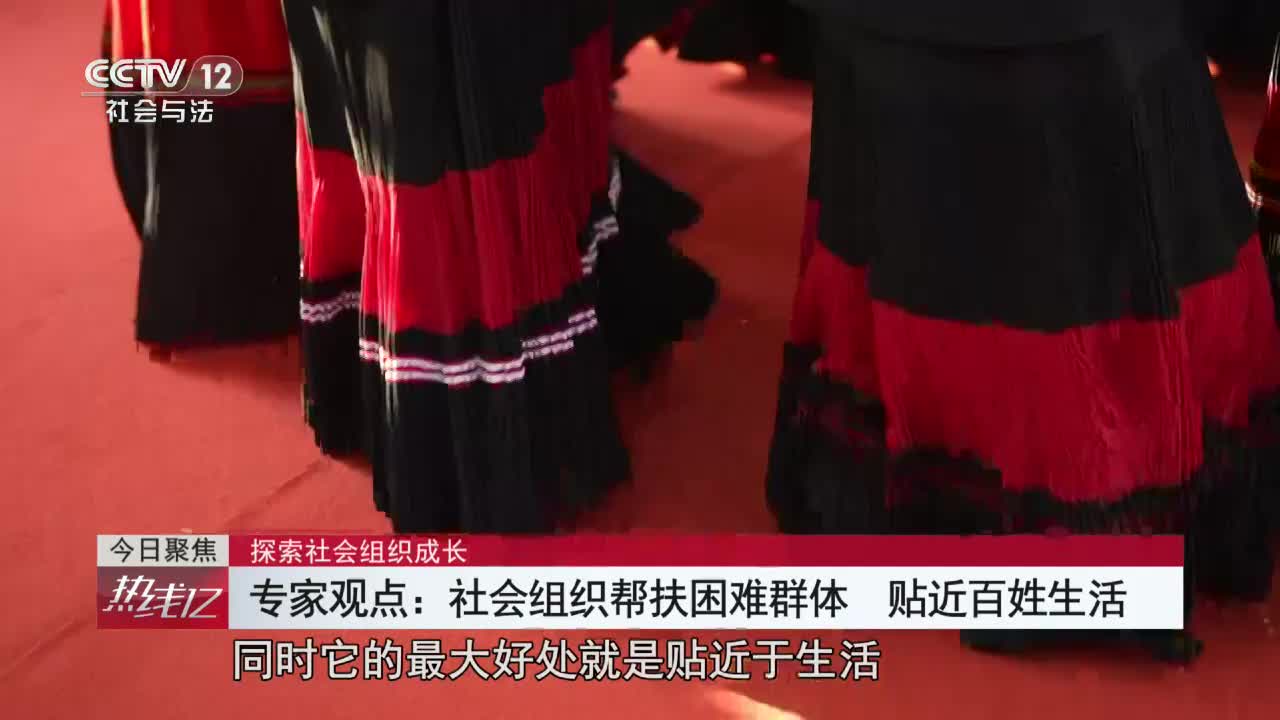 CCTV 12
社会与法
今日聚焦
探索社会组织成长
热线12
专家观点：社会组织帮扶困难群体 贴近百姓生活
同时它的最大好处就是贴近于生活